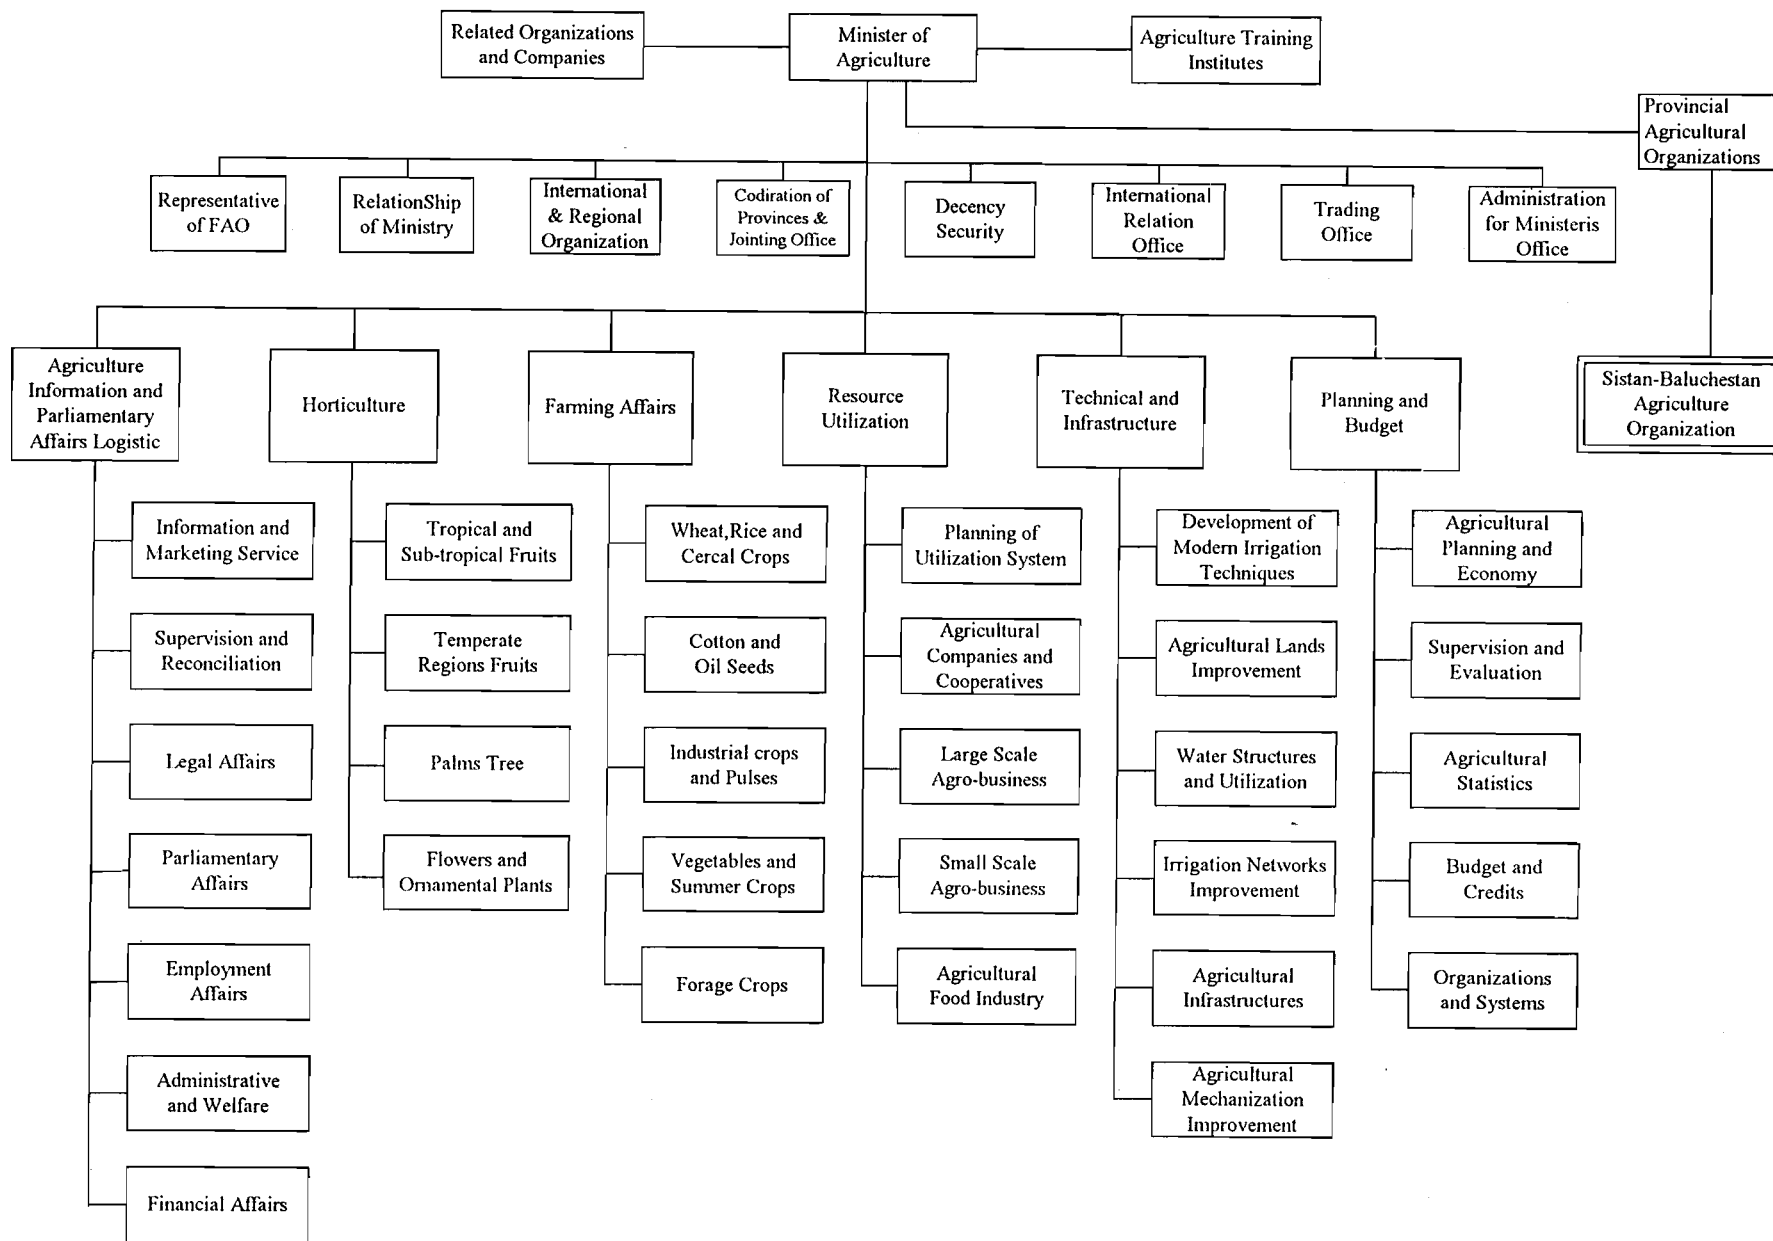 Related Organizations
and Companies
Minister of
Agriculture
Agriculture Training
Institutes
Provincial
Agricultural
Organizations
Representative
of FAO
RelationShip
of Ministry
International
& Regional
Organization
Codiration of
Provinces &
Jointing Office
Decency
Security
International
Relation
Office
Trading
Office
Administration
for Ministeris
Office
Agriculture
Information and
Parliamentary
Affairs Logistic
Horticulture
Farming Affairs
Resource
Utilization
Technical and
Infrastructure
Planning and
Budget
Sistan-Baluchestan
Agriculture
Organization
Information and
Marketing Service
Supervision and
Reconciliation
Legal Affairs
Parliamentary
Affairs
Employment
Affairs
Administrative
and Welfare
Financial Affairs
Tropical and
Sub-tropical Fruits
Temperate
Regions Fruits
Palms Tree
Flowers and
Ornamental Plants
Wheat,Rice and
Cercal Crops
Cotton and
Oil Seeds
Industrial crops
and Pulses
Vegetables and
Summer Crops
Forage Crops
Planning of
Utilization System
Agricultural
Companies and
Cooperatives
Large Scale
Agro-business
Small Scale
Agro-business
Agricultural
Food Industry
Development of
Modern Irrigation
Techniques
Agricultural Lands
Improvement
Water Structures
and Utilization
Irrigation Networks
Improvement
Agricultural
Infrastructures
Agricultural
Mechanization
Improvement
Agricultural
Planning and
Economy
Supervision and
Evaluation
Agricultural
Statistics
Budget and
Credits
Organizations
and Systems